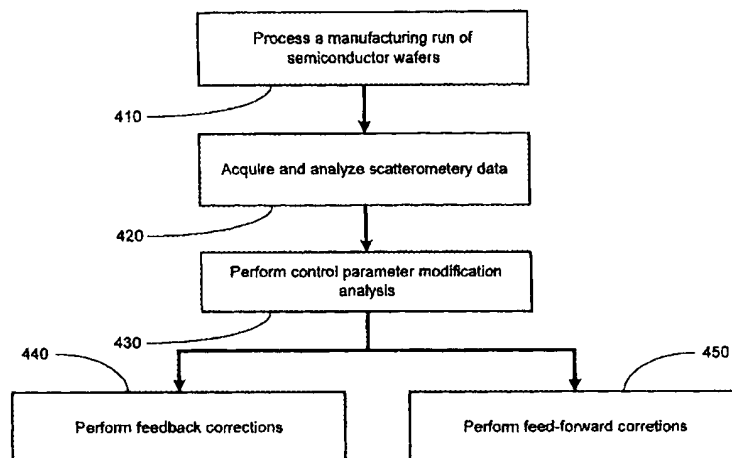 Process a manufacturing run of
semiconductor wafers
410
Acquire and analyze scatterometery data
420
Perform control parameter modification
analysis
430
440
450
Perform feedback corrections
Perform feed-forward corretions